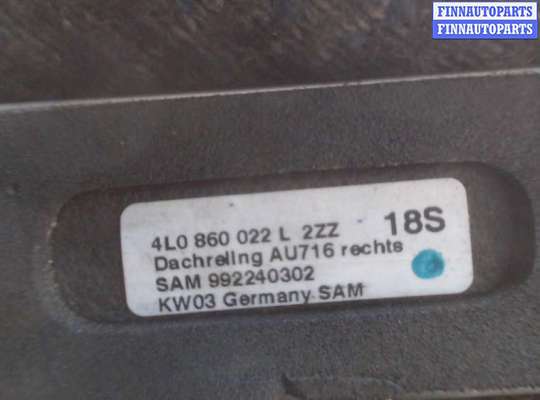 FINNAUTOPARTS
FINNAUTOPARTS
4L0 860 022 L 2ZZ 18S
Dachreling AU716 rechts
SAM 992240302
KW03 Germany SAM